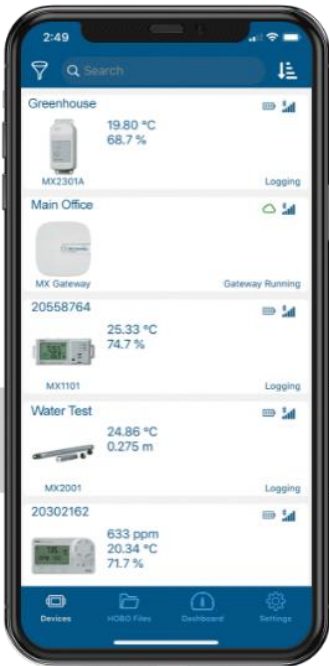 2:49
Search
Greenhouse
19.80 °C
68.7 %
MX2301A
Logging
Main Office
MX Gateway
Gateway Running
20558764
25.33 °C
74.7 %
MX1101
Logging
Water Test
24.86 °C
0.275 m
MX2001
Logging
20302162
633 ppm
20.34 °C
71.7 %
Devices
HOBO Files
Dashboard
Settings